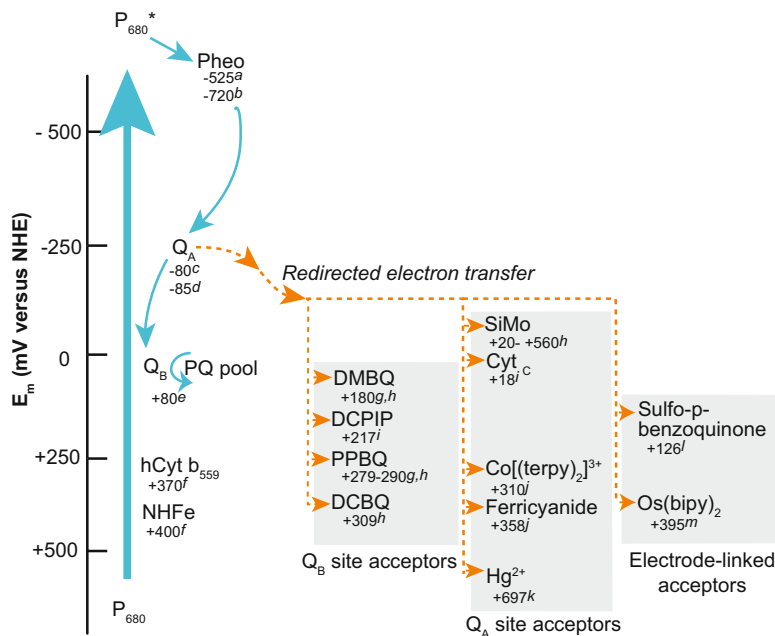 P680*
Pheo
-525a
-720b
E_m (mV versus NHE)
- 500
-250
0
+250
+500
QA
-80c
-85d
Redirected electron transfer
QB
PQ pool
+80e
hCyt b559
+370f
NHFe
+400f
P680
DMBQ
+180g,h
DCPIP
+217i
PPBQ
+279-290g,h
DCBQ
+309h
QB site acceptors
SiMo
+20- +560h
Cyt C
+18i
Co[(terpy)2]3+
+310j
Ferricyanide
+358j
Hg2+
+697k
QA site acceptors
Sulfo-p-
benzoquinone
+126l
Os(bipy)2
+395m
Electrode-linked
acceptors